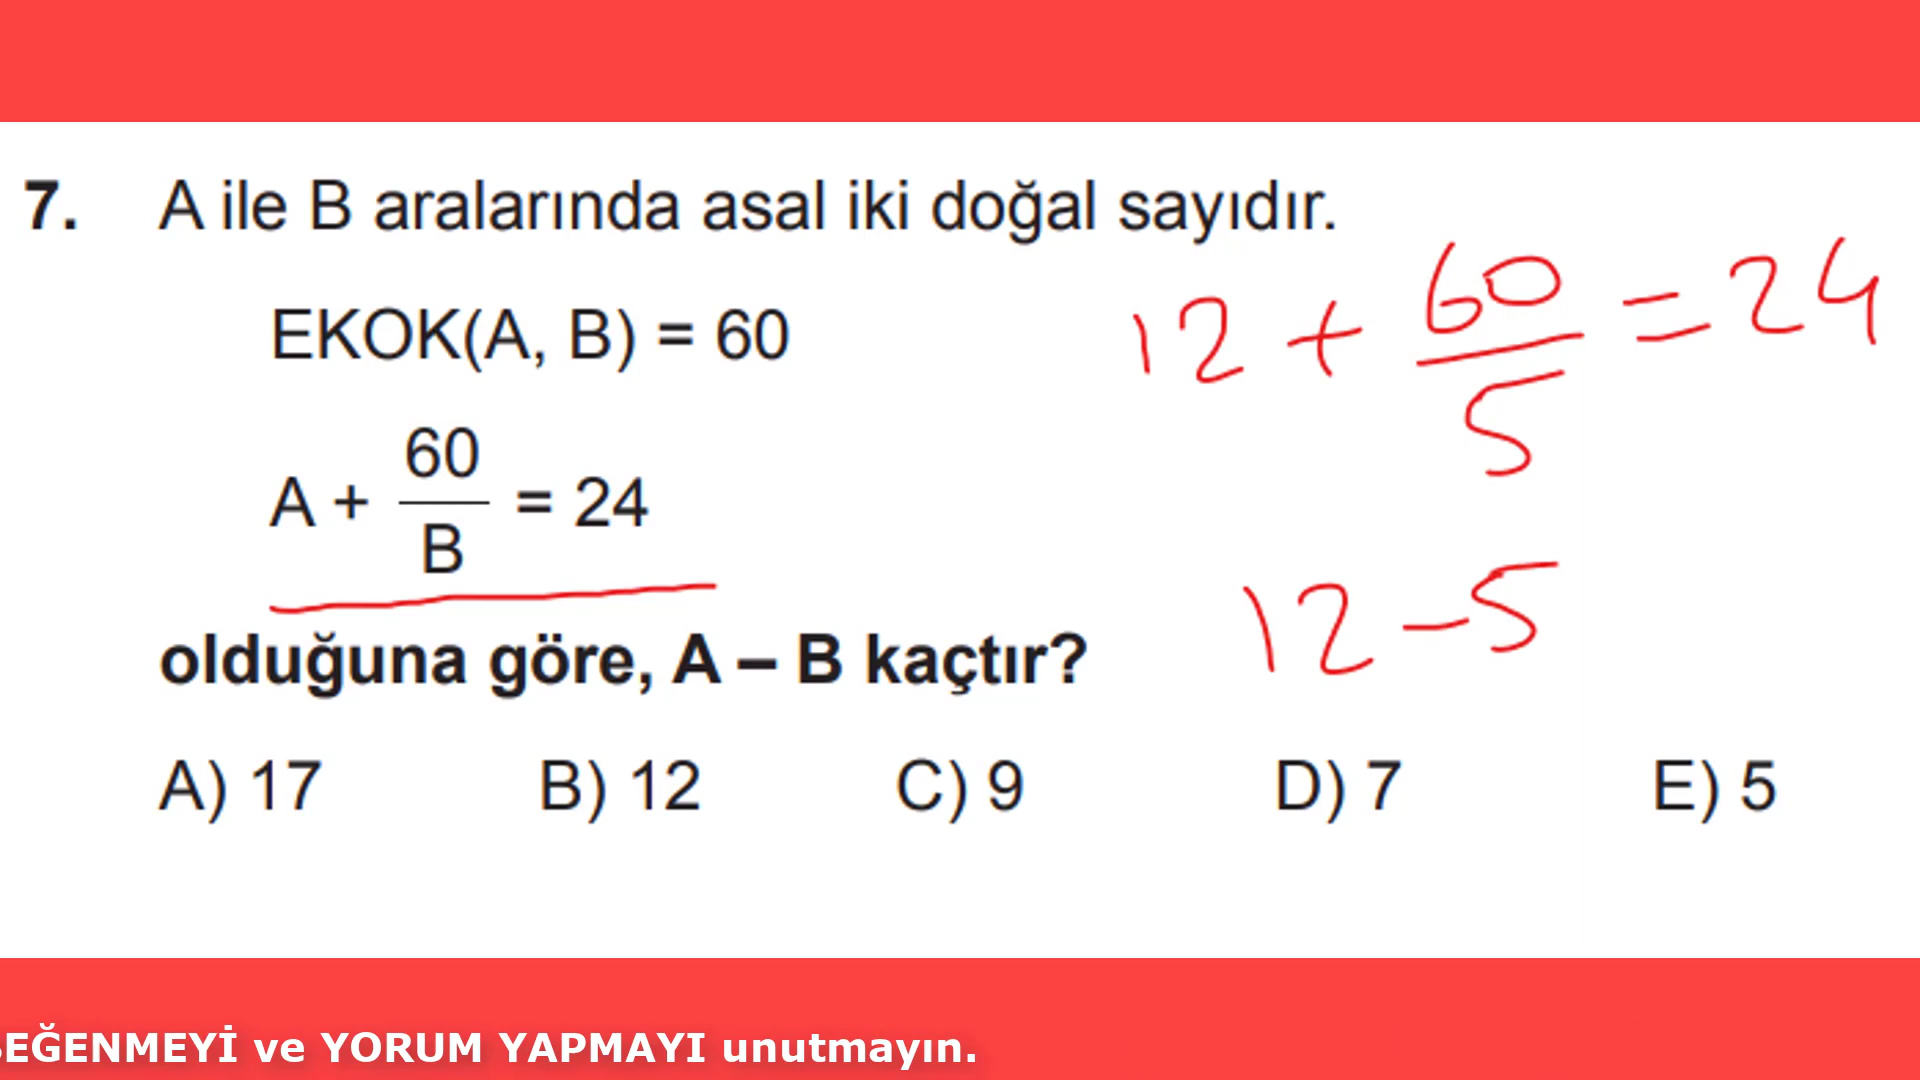 7. A ile B aralarında asal iki doğal sayıdır.
EKOK(A, B) = 60
12 + 60/5 = 24
A + 60/B = 24
olduğuna göre, A – B kaçtır?
12 – 5
A) 17 B) 12 C) 9 D) 7 E) 5
EĞENMEYİ ve YORUM YAPMAYI unutmayın.